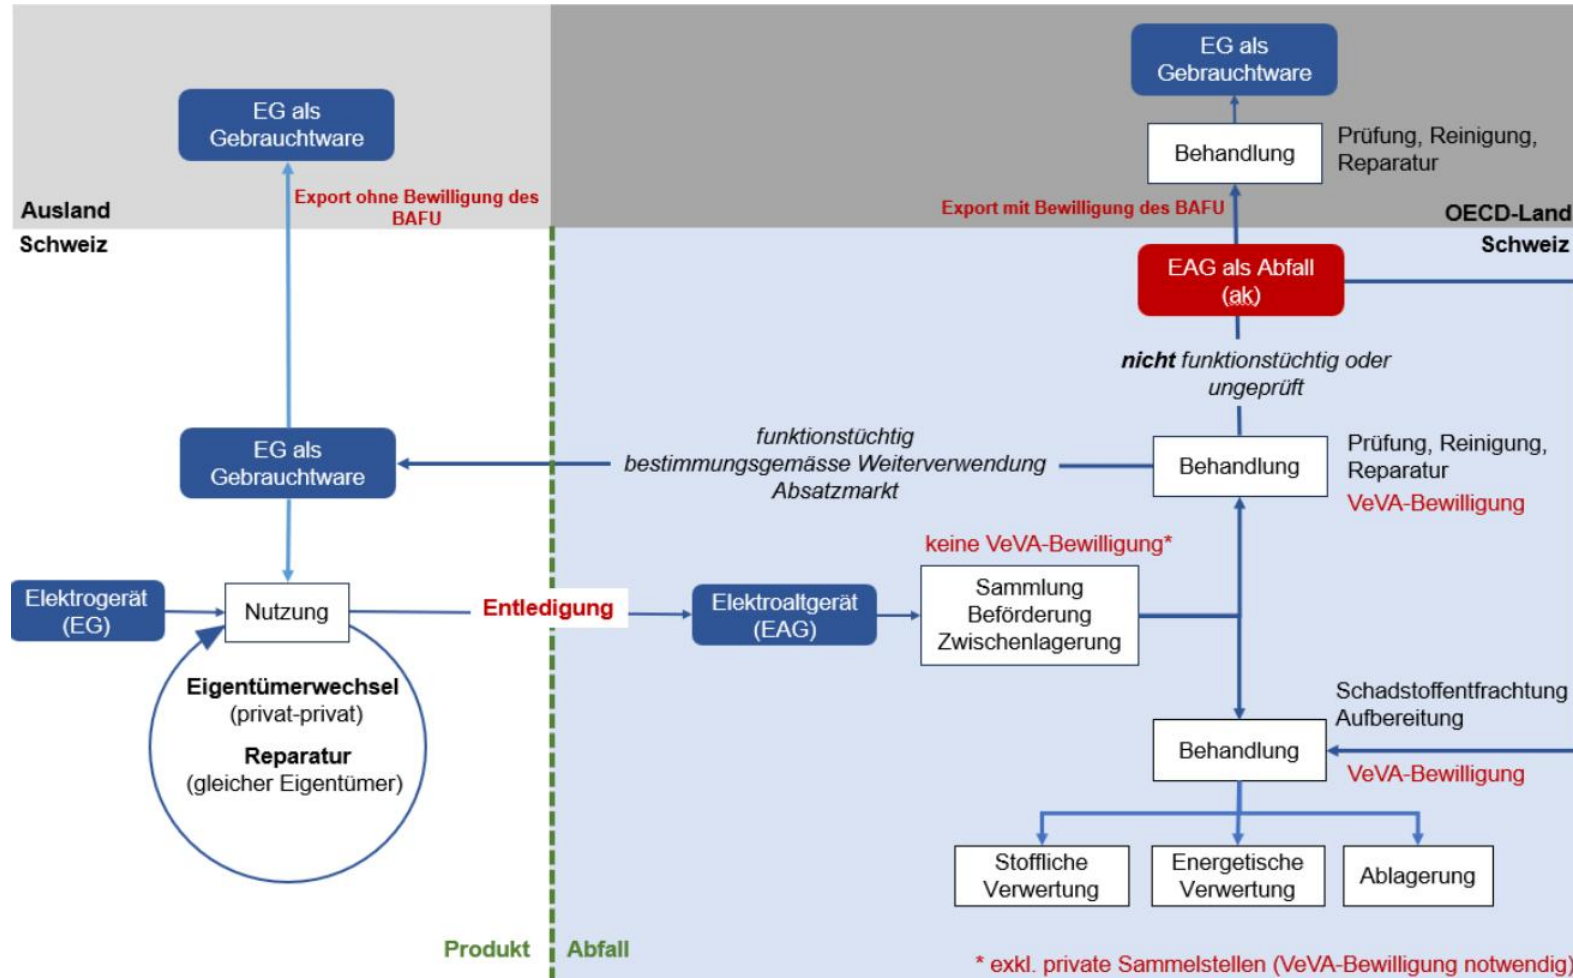 EG als
Gebrauchtware
EG als
Gebrauchtware
Behandlung
Prüfung, Reinigung,
Reparatur
Export ohne Bewilligung des
BAFU
Export mit Bewilligung des BAFU
Ausland
Schweiz
OECD-Land
Schweiz
EAG als Abfall
(ak)
nicht funktionstüchtig oder
ungeprüft
EG als
Gebrauchtware
funktionstüchtig
bestimmungsgemässe Weiterverwendung
Absatzmarkt
Behandlung
Prüfung, Reinigung,
Reparatur
VeVA-Bewilligung
keine VeVA-Bewilligung*
Elektrogerät
(EG)
Nutzung
Entledigung
Elektroaltgerät
(EAG)
Sammlung
Beförderung
Zwischenlagerung
Eigentümerwechsel
(privat-privat)
Reparatur
(gleicher Eigentümer)
Schadstoffentfrachtung
Aufbereitung
Behandlung
VeVA-Bewilligung
Stoffliche
Verwertung
Energetische
Verwertung
Ablagerung
Produkt
Abfall
* exkl. private Sammelstellen (VeVA-Bewilligung notwendig)